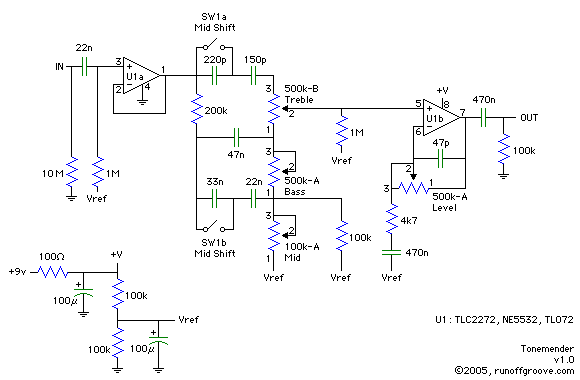 SW1a
Mid Shift
22n
IN
3
+
1
U1a
2
-
4
220p
150p
3
500k-B
Treble
2
1
200k
10M
1M
Vref
47n
3
2
500k-A
1
Bass
33n
22n
SW1b
Mid Shift
3
2
100k-A
1
Mid
Vref
100k
Vref
1M
Vref
+V
5
+
8
7
U1b
6
-
470n
OUT
47p
100k
2
3
1
500k-A
Level
4k7
470n
Vref
+9v
100Ω
+V
+
100µ
100k
Vref
100k
+
100µ
U1: TLC2272, NE5532, TL072
Tonemender
v1.0
©2005, runoffgroove.com